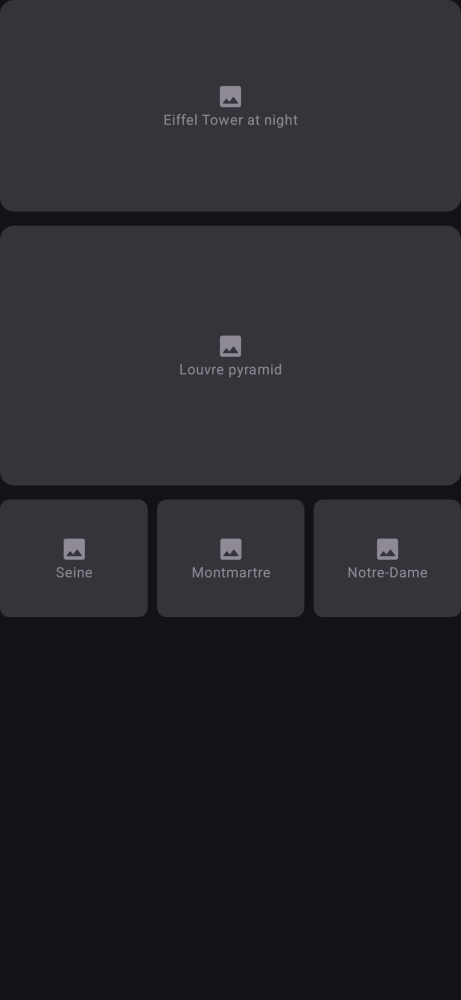 Eiffel Tower at night
Louvre pyramid
Seine
Montmartre
Notre-Dame